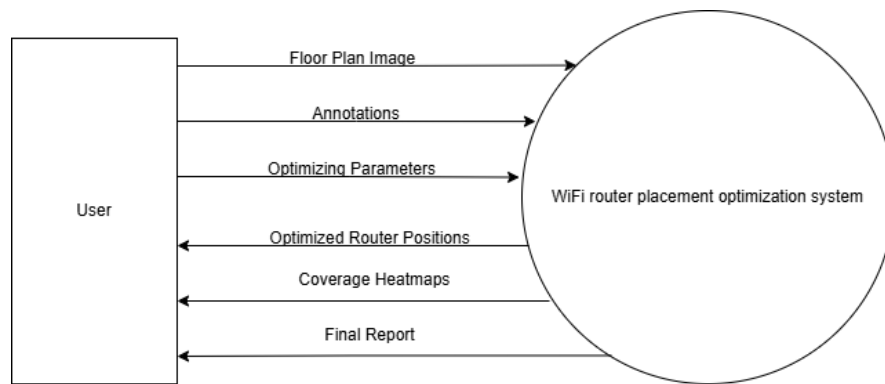 Floor Plan Image
Annotations
Optimizing Parameters
User
WiFi router placement optimization system
Optimized Router Positions
Coverage Heatmaps
Final Report